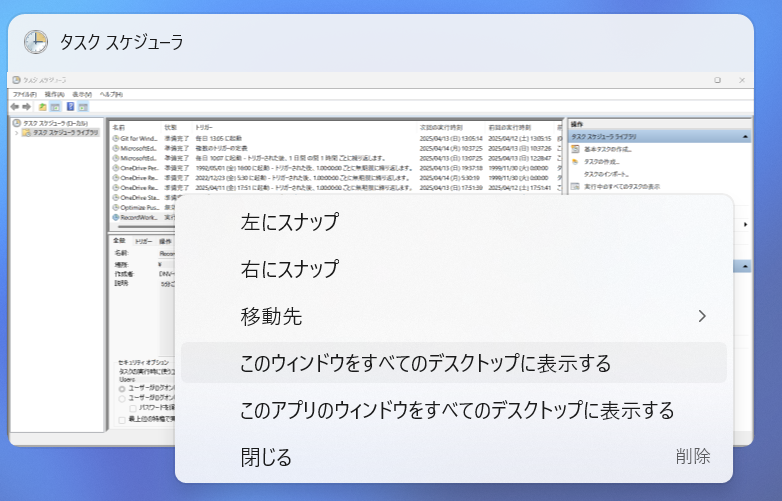 タスク スケジューラ
タスク スケジューラ
ファイル(F) 操作(A) 表示(V) ヘルプ(H)
タスク スケジューラ (ローカル)
タスク スケジューラ ライブラリ
名前 状態 トリガー 次回の実行時刻 前回の実行時刻
Git for Wind... 準備完了 毎日 13:05 に起動 2025/04/13 (日) 13:05:14 2025/04/12 (土) 13:05:15
MicrosoftEd... 準備完了 複数のトリガーの定義 2025/04/14 (月) 10:37:25 2025/04/13 (日) 10:37:26
MicrosoftEd... 準備完了 毎日 10:07 に起動 - トリガーされた後、1 日間 の間 1 時間 ごとに繰り返します。 2025/04/13 (日) 13:07:25 2025/04/13 (日) 12:28:47
OneDrive Per... 準備完了 1992/05/01 (金) 16:00 に起動 - トリガーされた後、1.00:00:00 ごとに無期限に繰り返します。 2025/04/13 (日) 19:37:18 1999/11/30 (火) 0:00:00
OneDrive Re... 準備完了 2022/12/23 (金) 5:30 に起動 - トリガーされた後、1.00:00:00 ごとに無期限に繰り返します。 2025/04/14 (月) 5:30:59 1999/11/30 (火) 0:00:00
OneDrive Re... 準備完了 2025/04/11 (金) 17:51 に起動 - トリガーされた後、1.00:00:00 ごとに無期限に繰り返します。 2025/04/13 (日) 17:51:39 2025/04/12 (土) 17:51:41
OneDrive Sta...
Optimize Pus...
RecordWork... 実行
操作
タスク スケジューラ ライブラリ
基本タスクの作成...
タスクの作成...
タスクのインポート...
実行中のすべてのタスクの表示
全般 トリガー 操作
名前: Recor
場所: ¥
作成者:
説明: 5分ご
セキュリティ オプション
タスクの実行時に使うユ
Users
ユーザーがログオン
ユーザーがログオン
パスワードを保
最上位の特権で実
左にスナップ
右にスナップ
移動先
このウィンドウをすべてのデスクトップに表示する
このアプリのウィンドウをすべてのデスクトップに表示する
閉じる 削除